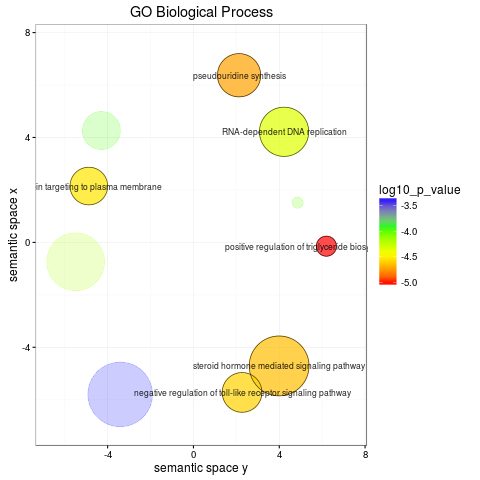 GO Biological Process
8
4
0
-4
semantic space x
pseudouridine synthesis
RNA-dependent DNA replication
in targeting to plasma membrane
positive regulation of triglyceride bios
steroid hormone mediated signaling pathway
negative regulation of toll-like receptor signaling pathway
-4
0
4
8
semantic space y
log10_p_value
-3.5
-4.0
-4.5
-5.0